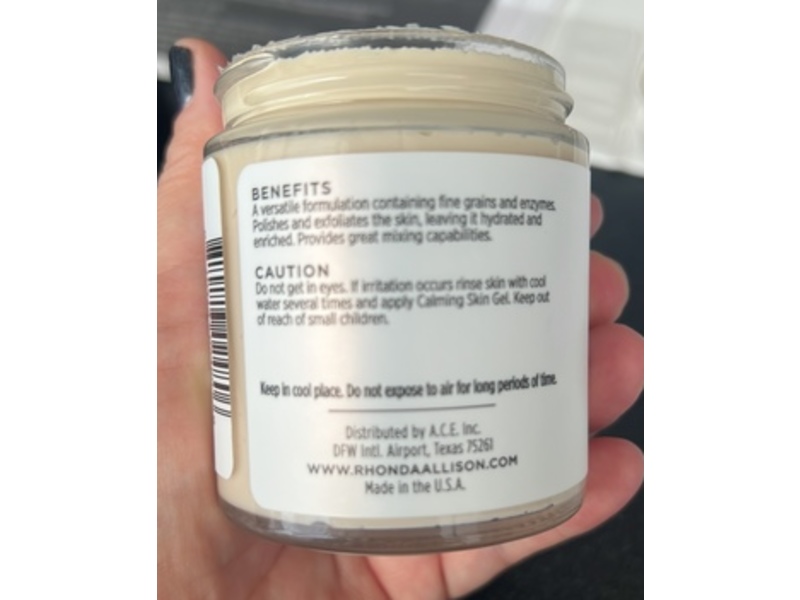 BENEFITS
A versatile formulation containing fine grains and enzymes.
Polishes and exfoliates the skin, leaving it hydrated and
enriched. Provides great mixing capabilities.
CAUTION
Do not get in eyes. If irritation occurs rinse skin with cool
water several times and apply Calming Skin Gel. Keep out
of reach of small children.
Keep in cool place. Do not expose to air for long periods of time.
Distributed by A.C.E. Inc.
DFW Intl. Airport, Texas 75261
WWW.RHONDAALLISON.COM
Made in the U.S.A.